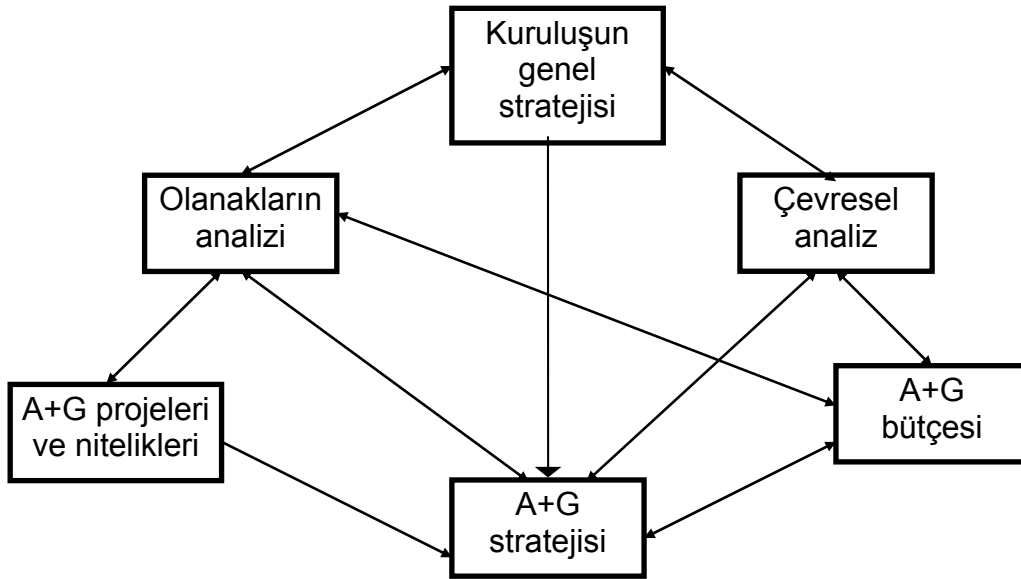 Kuruluşun
genel
stratejisi
Olanakların
analizi
Çevresel
analiz
A+G projeleri
ve nitelikleri
A+G
bütçesi
A+G
stratejisi